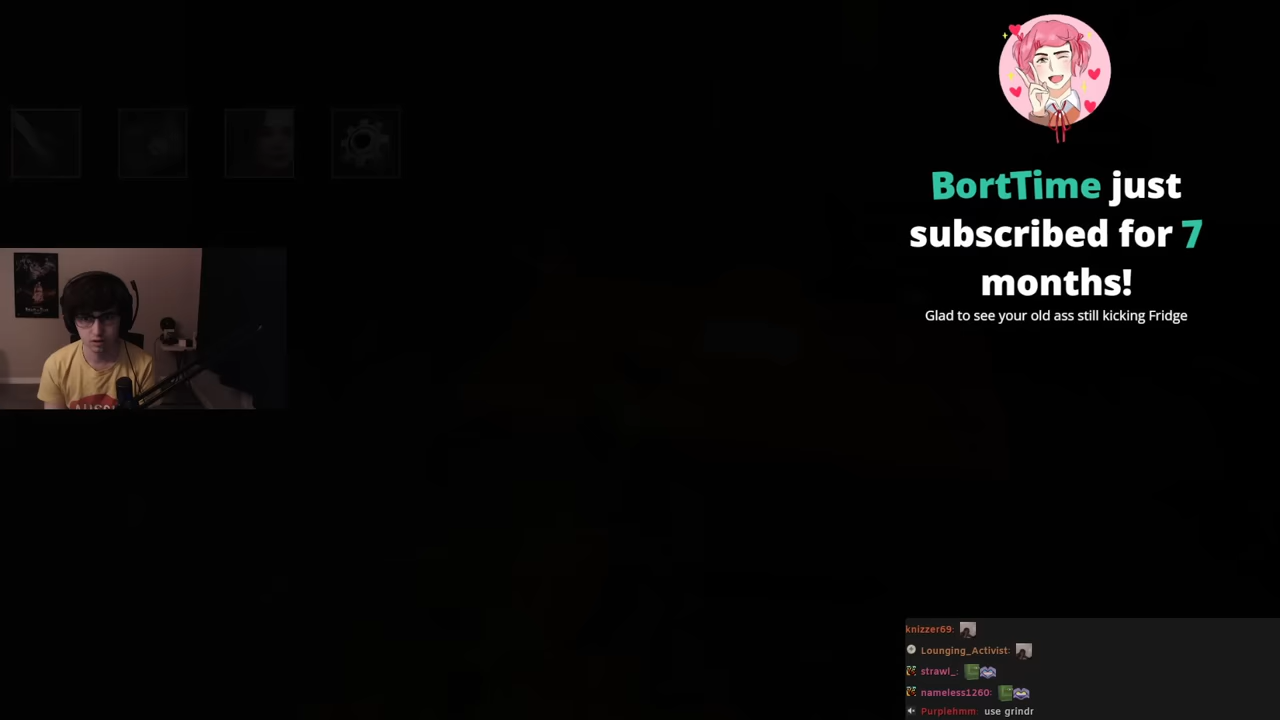 BortTime just
subscribed for 7
months!
Glad to see your old ass still kicking Fridge
knizzer69:
Lounging_Activist:
strawl_:
nameless1260:
Purplehmm: use grindr